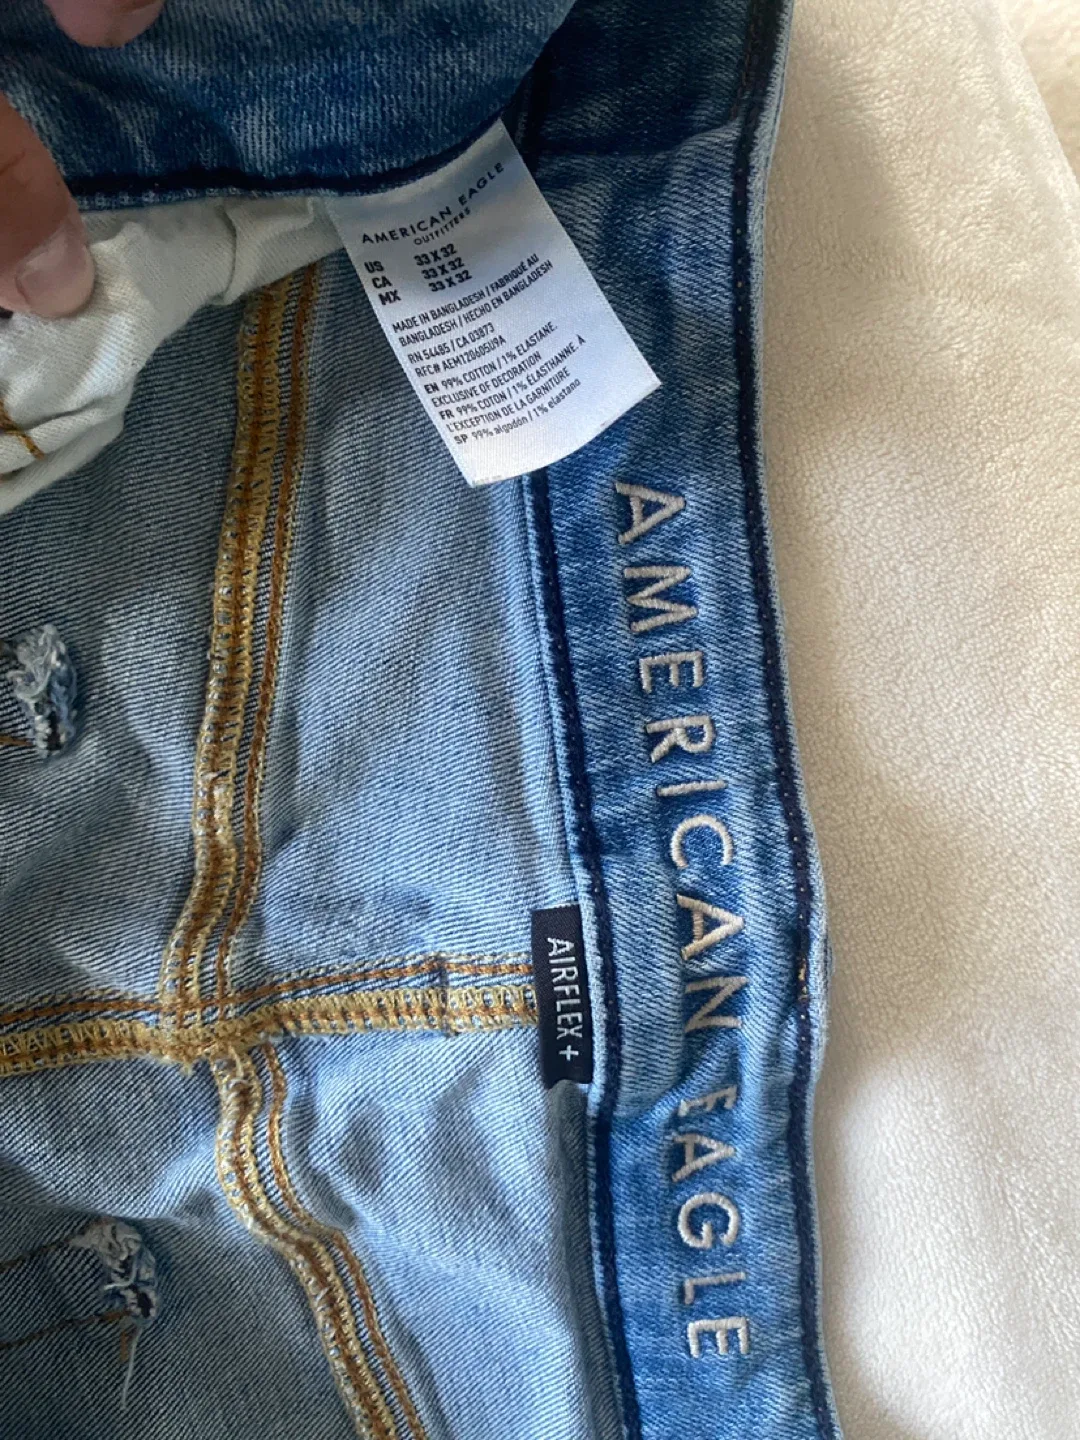 AMERICAN EAGLE
OUTFITTERS
US 33 X 32
CA 33 X 32
MX 33 X 32
MADE IN BANGLADESH / FABRIQUÉ AU
BANGLADESH / HECHO EN BANGLADESH
RN 54485 / CA 03873
RFC# AEM120605U9A
EN 99% COTTON / 1% ELASTANE.
EXCLUSIVE OF DECORATION
FR 99% COTON / 1% ELASTHANNE. À
L'EXCEPTION DE LA GARNITURE
SP 99% algodón / 1% elastano
AMERICAN EAGLE
AIRFLEX +